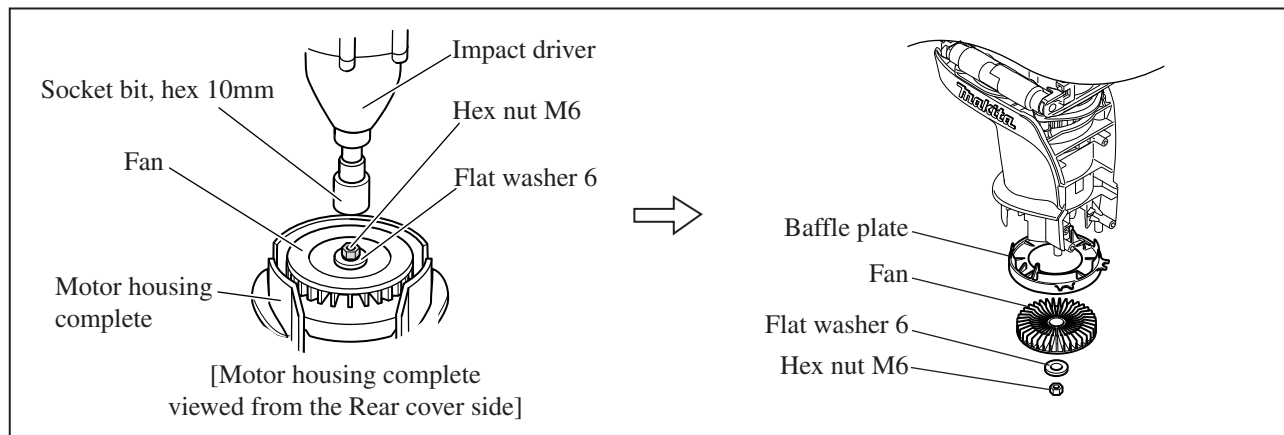 Impact driver
Socket bit, hex 10mm
Hex nut M6
Fan
Flat washer 6
Motor housing
complete
[Motor housing complete
viewed from the Rear cover side]
makita
Baffle plate
Fan
Flat washer 6
Hex nut M6